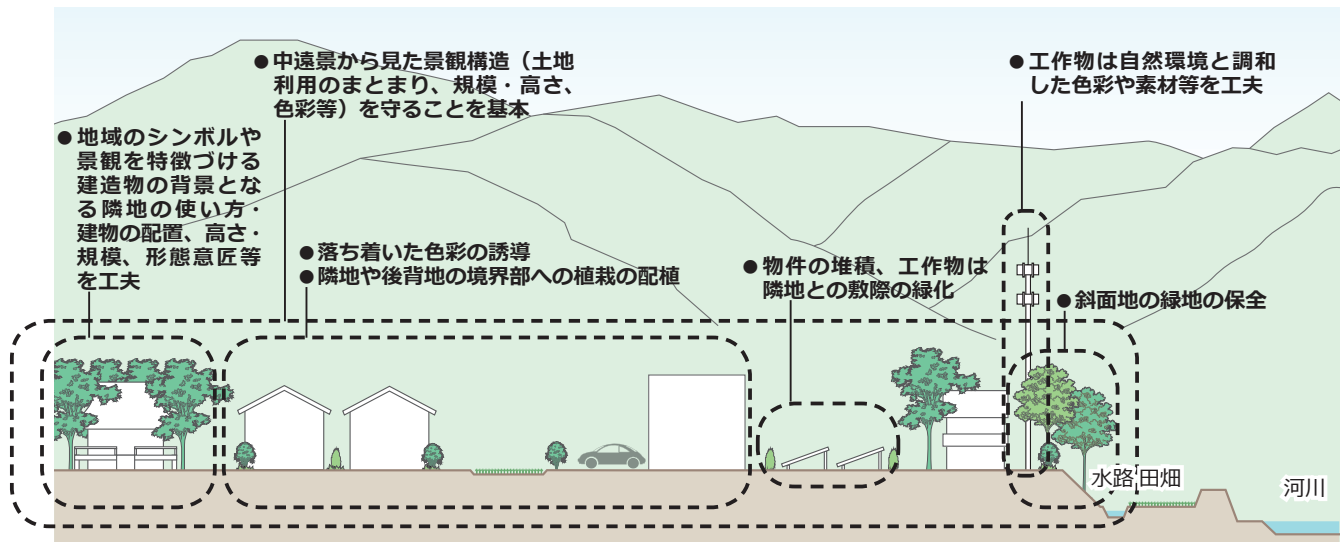 ●中遠景から見た景観構造（土地
利用のまとまり、規模・高さ、
色彩等）を守ることを基本
●工作物は自然環境と調和
した色彩や素材等を工夫
●地域のシンボルや
景観を特徴づける
建造物の背景とな
る隣地の使い方・
建物の配置、高さ・
規模、形態意匠等
を工夫
●落ち着いた色彩の誘導
●隣地や後背地の境界部への植栽の配植
●物件の堆積、工作物は
隣地との敷際の緑化
●斜面地の緑地の保全
水路
田畑
河川